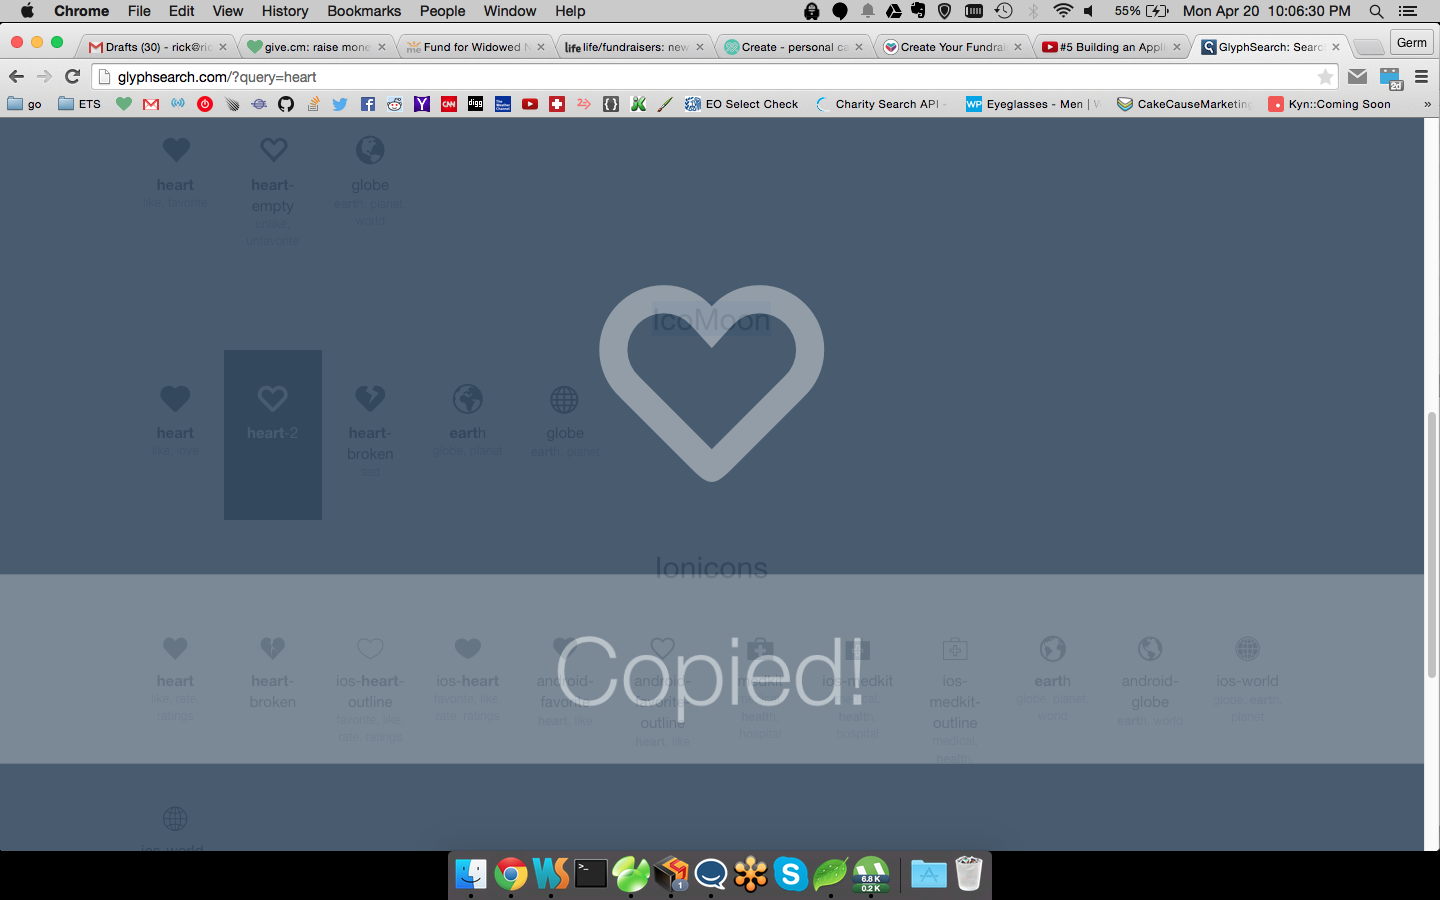 Chrome File Edit View History Bookmarks People Window Help 55% Mon Apr 20 10:06:30 PM
Drafts (30) - rick@ri give.cm: raise mone Fund for Widowed life/fundraisers: nev Create - personal ca Create Your Fundrai #5 Building an Appl GlyphSearch: Searc Germ
glyphsearch.com/?query=heart
2d
go ETS EO Select Check Charity Search API - Eyeglasses - Men | CakeCauseMarketing Kyn::Coming Soon »
heart heart-empty globe
like, favorite
unlike, unfavorite
earth, planet, world
IcoMoon
heart heart-2 heart-broken earth globe
like, love
sad
globe, planet
earth, planet
Ionicons
Copied!
heart heart-broken ios-heart-outline ios-heart android-favorite android-favorite-outline medkit ios-medkit ios-medkit-outline earth android-globe ios-world
like, rate, ratings
favorite, like, rate, ratings
favorite, like, rate, ratings
heart, like
heart, like
health, hospital
health, hospital
medical, health,
globe, planet, world
earth, world
globe, earth, planet
ios-world
1
6.8 K
0.2 K